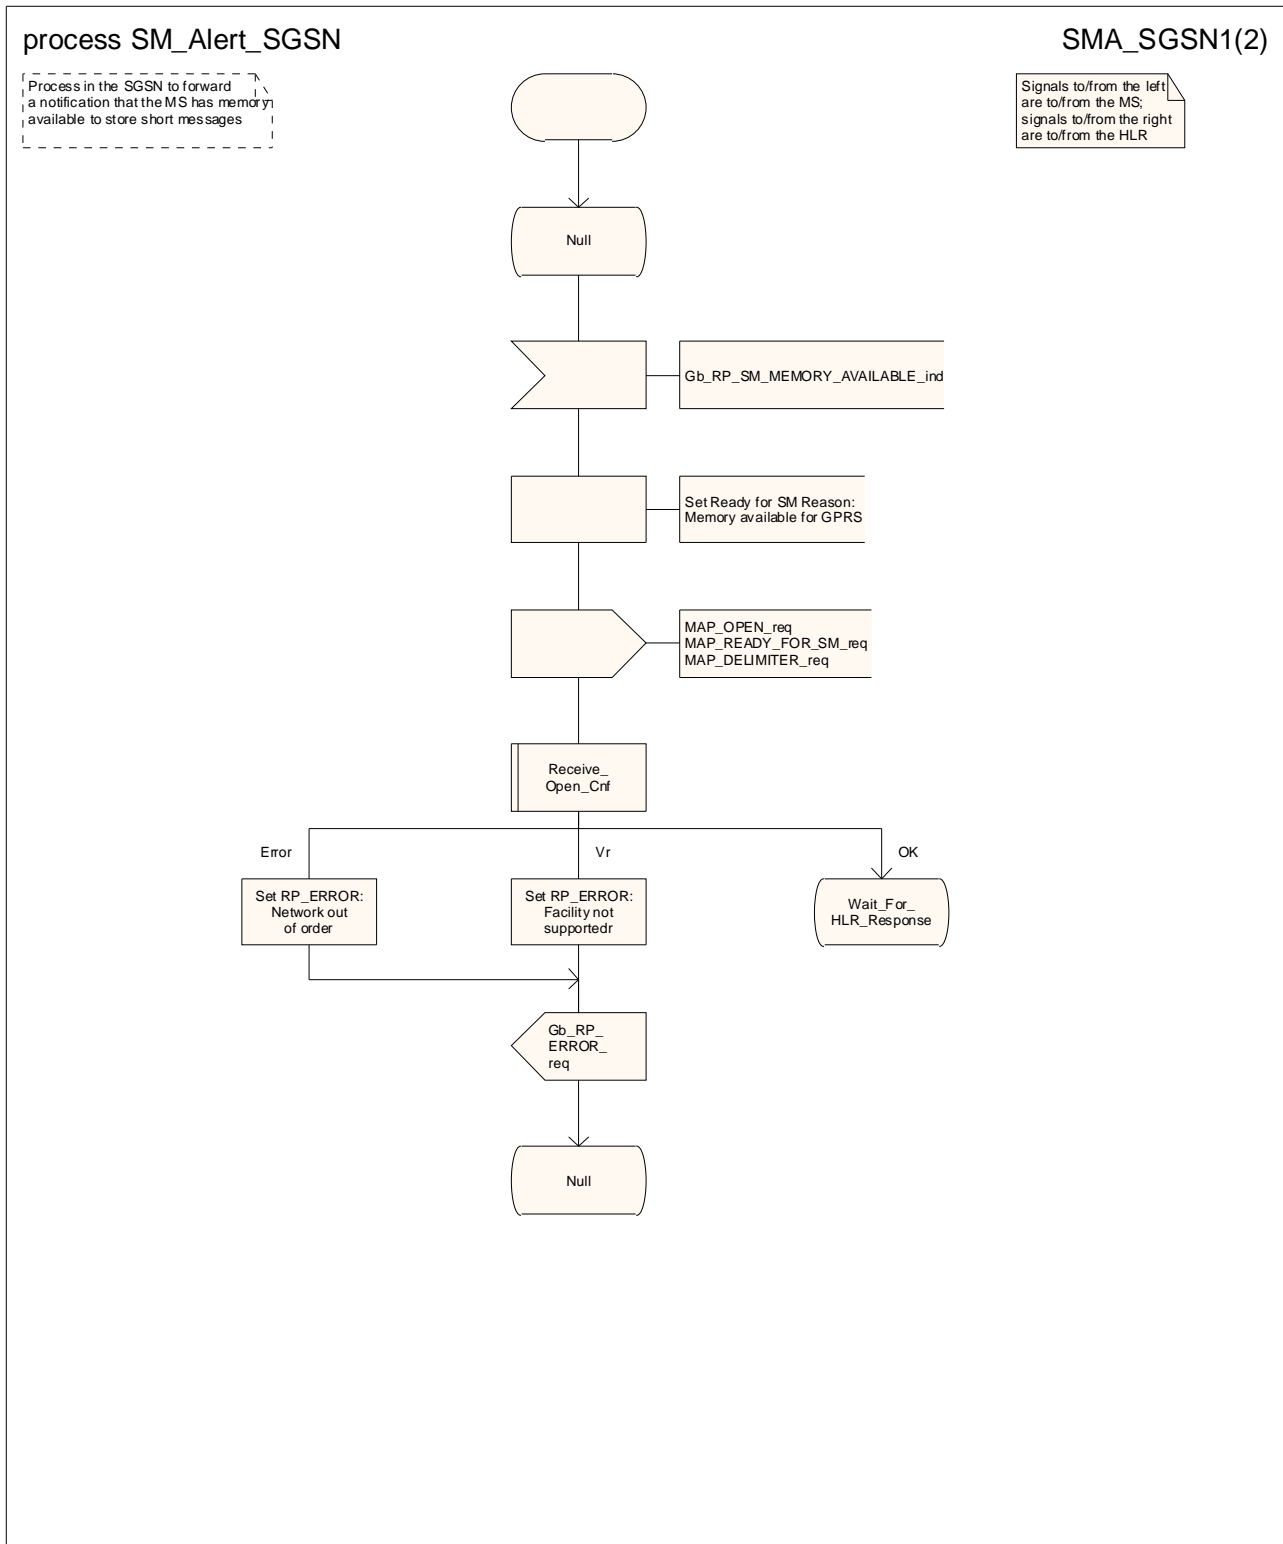 process SM_Alert_SGSN
SMA_SGSN1(2)
Process in the SGSN to forward
a notification that the MS has memory
available to store short messages
Signals to/from the left
are to/from the MS;
signals to/from the right
are to/from the HLR
Null
Gb_RP_SM_MEMORY_AVAILABLE_ind
Set Ready for SM Reason:
Memory available for GPRS
MAP_OPEN_req
MAP_READY_FOR_SM_req
MAP_DELIMITER_req
Receive_
Open_Cnf
Error
Vr
OK
Set RP_ERROR:
Network out
of order
Set RP_ERROR:
Facility not
supportedr
Wait_For_
HLR_Response
Gb_RP_
ERROR_
req
Null